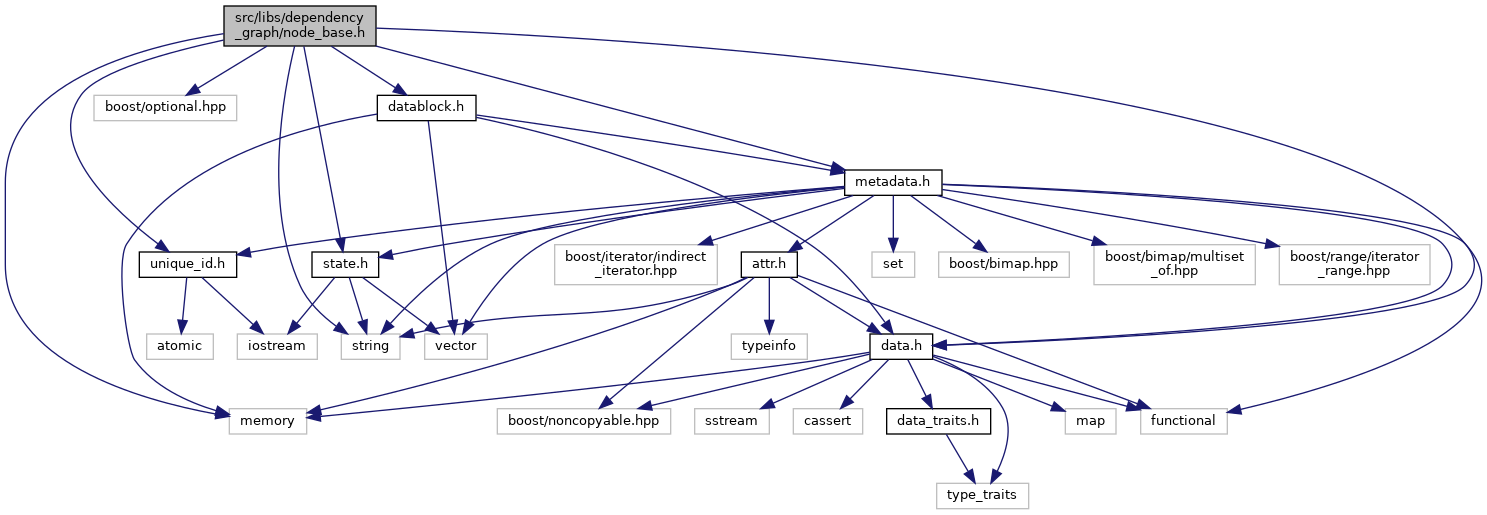 src/libs/dependency
_graph/node_base.h
boost/optional.hpp
datablock.h
metadata.h
unique_id.h
state.h
boost/iterator/indirect
_iterator.hpp
attr.h
set
boost/bimap.hpp
boost/bimap/multiset
_of.hpp
boost/range/iterator
_range.hpp
atomic
iostream
string
vector
typeinfo
data.h
memory
boost/noncopyable.hpp
sstream
cassert
data_traits.h
map
functional
type_traits